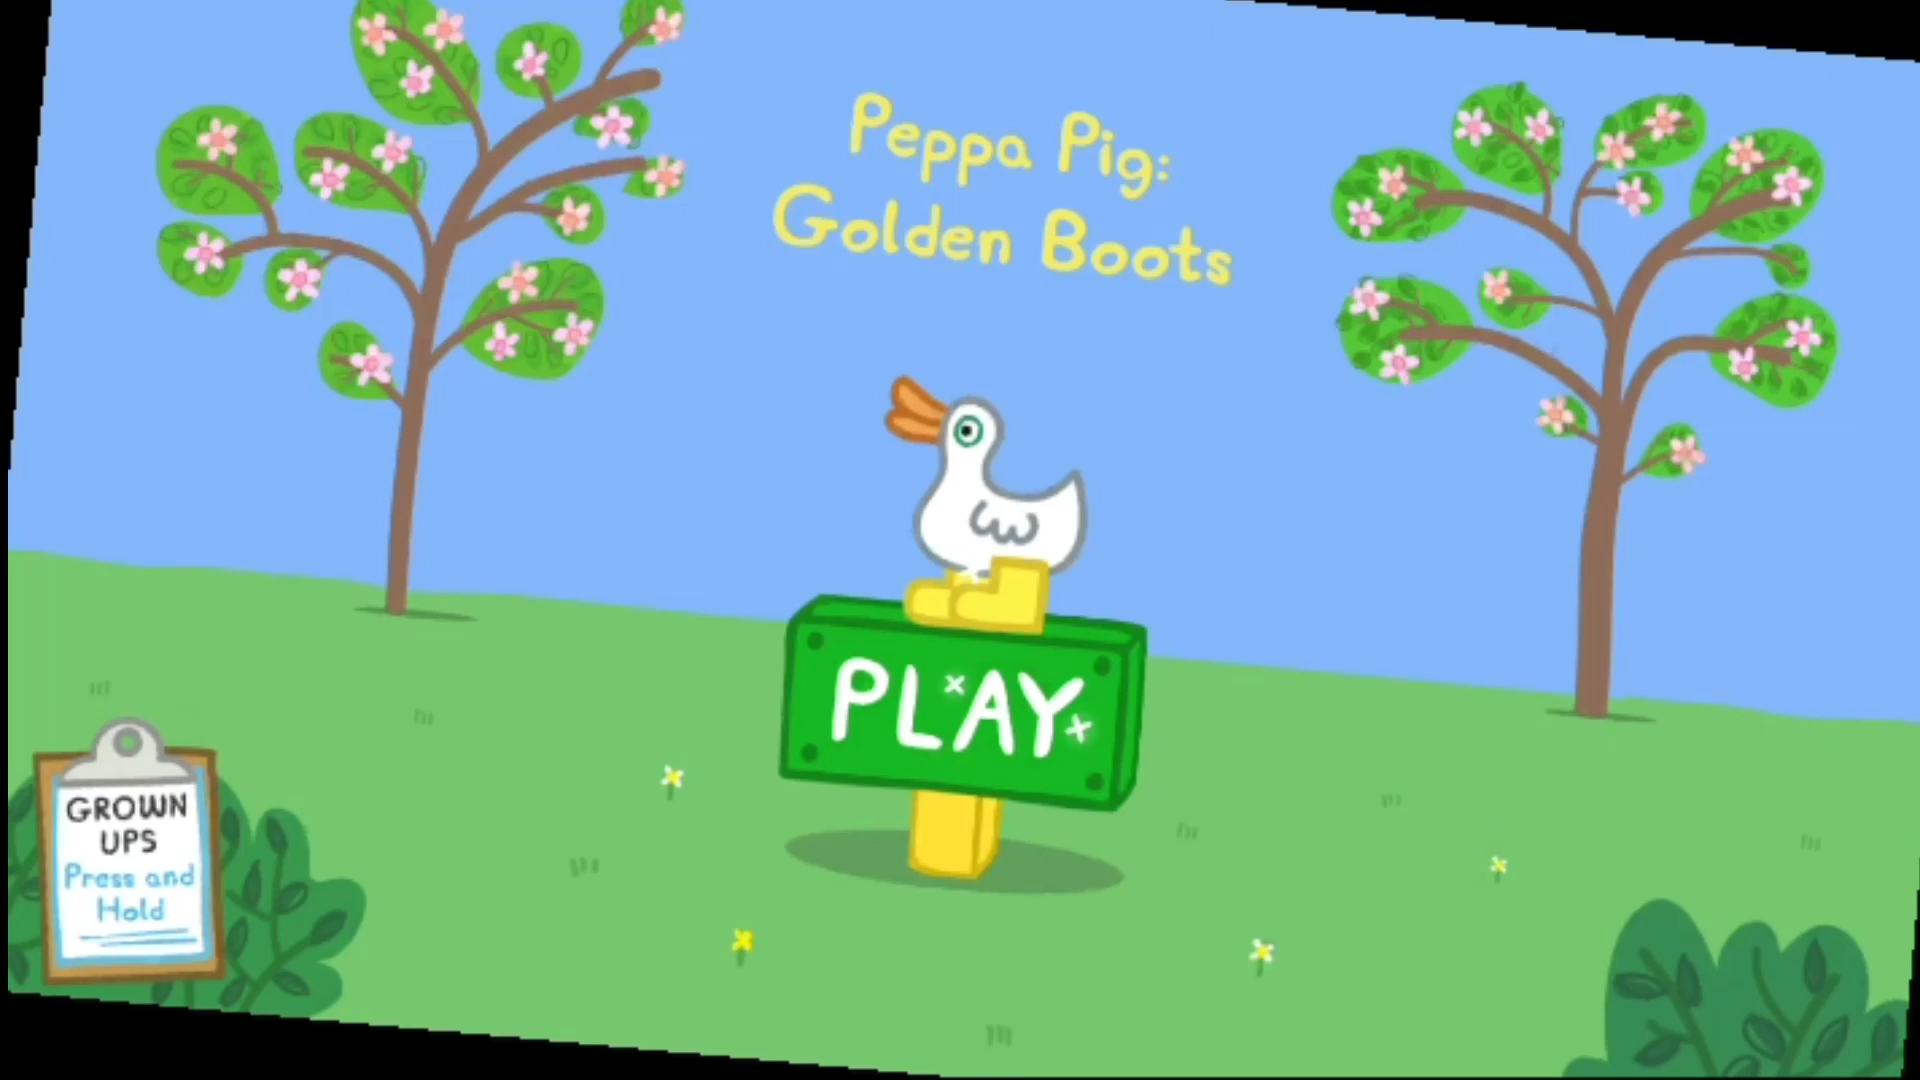 Peppa Pig:
Golden Boots
PLAY
GROWN
UPS
Press and
Hold